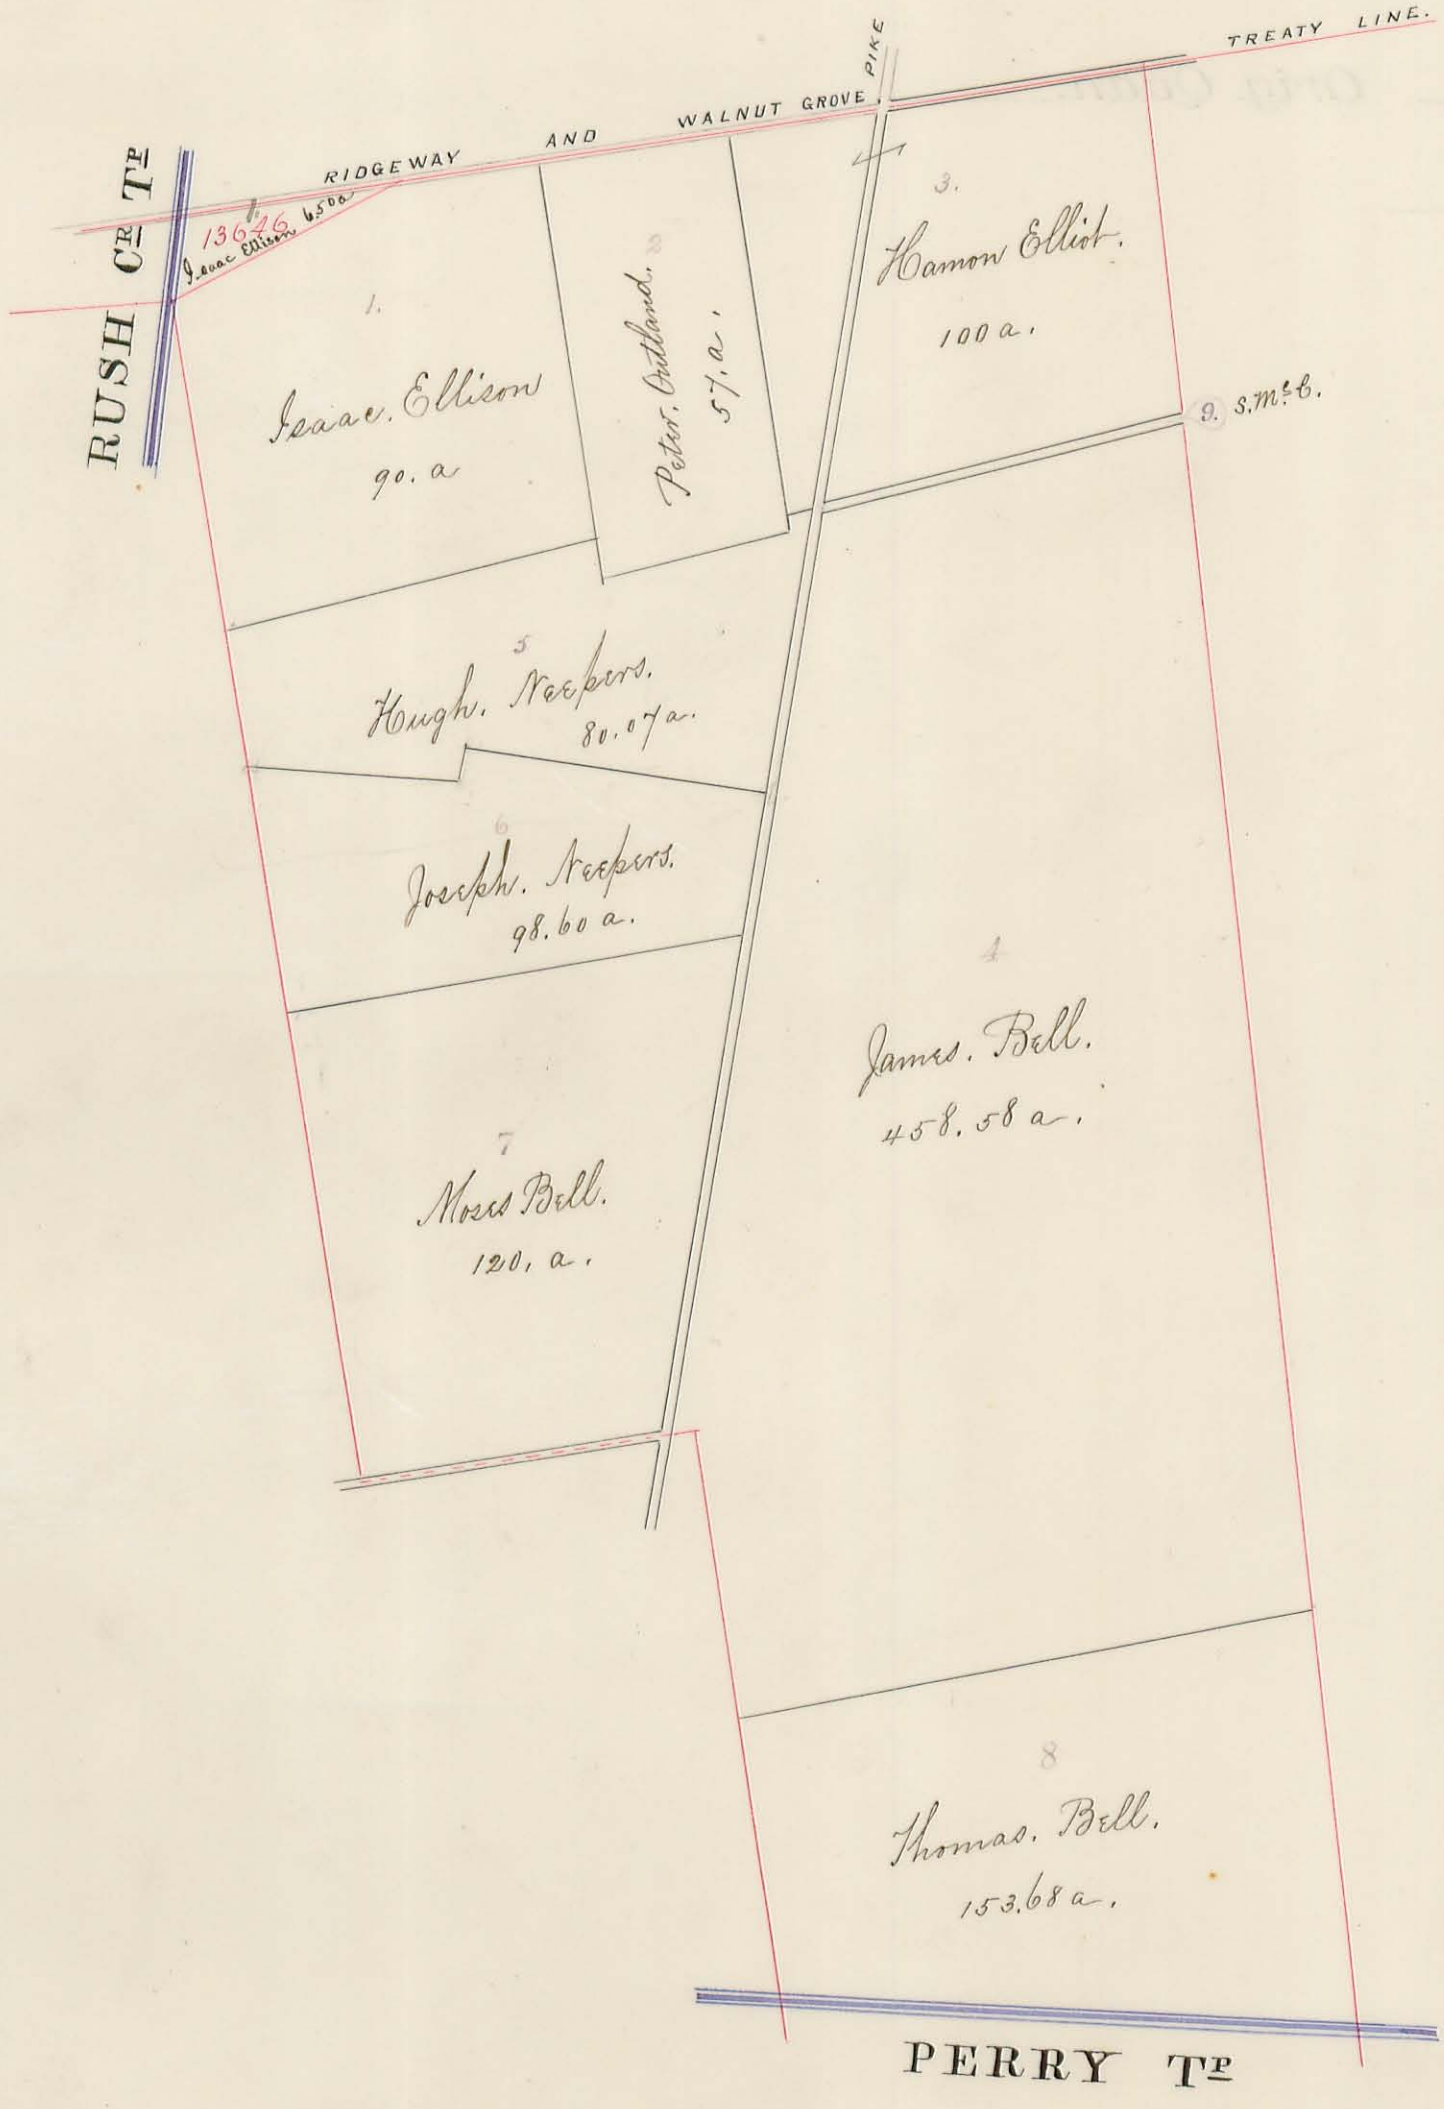 TREATY LINE.
RIDGEWAY AND WALNUT GROVE PIKE
RUSH CR TP
13646
Isaac Ellison 6.50a
1.
Isaac. Ellison
90. a
2
Peter. Outland.
57. a.
3.
Hamon Elliot.
100 a.
9. S. Mc C.
5
Hugh. Neepers.
80.07 a.
6
Joseph. Neepers.
98.60 a.
4
James. Bell.
458.58 a.
7
Moses Bell.
120. a.
8
Thomas. Bell.
153.68 a.
PERRY TP